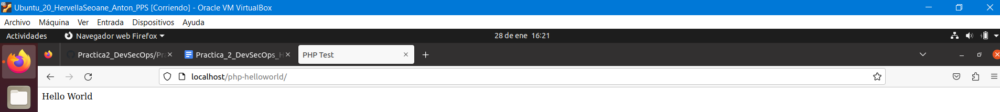 Ubuntu_20_HervellaSeoane_Anton_PPS [Corriendo] - Oracle VM VirtualBox
Archivo Máquina Ver Entrada Dispositivos Ayuda
Actividades Navegador web Firefox 28 de ene 16:21
Practica2_DevSecOps/Pra Practica_2_DevSecOps_H PHP Test
localhost/php-helloworld/
Hello World